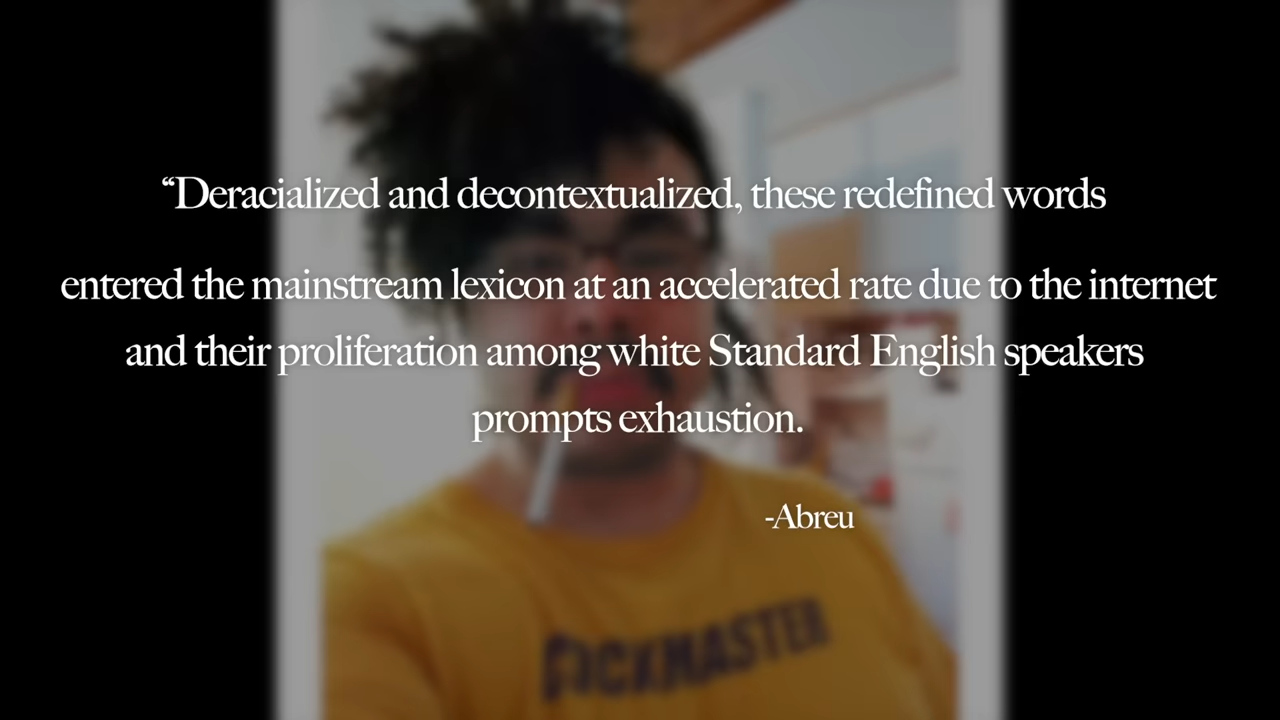 “Deracialized and decontextualized, these redefined words
entered the mainstream lexicon at an accelerated rate due to the internet
and their proliferation among white Standard English speakers
prompts exhaustion.
-Abreu